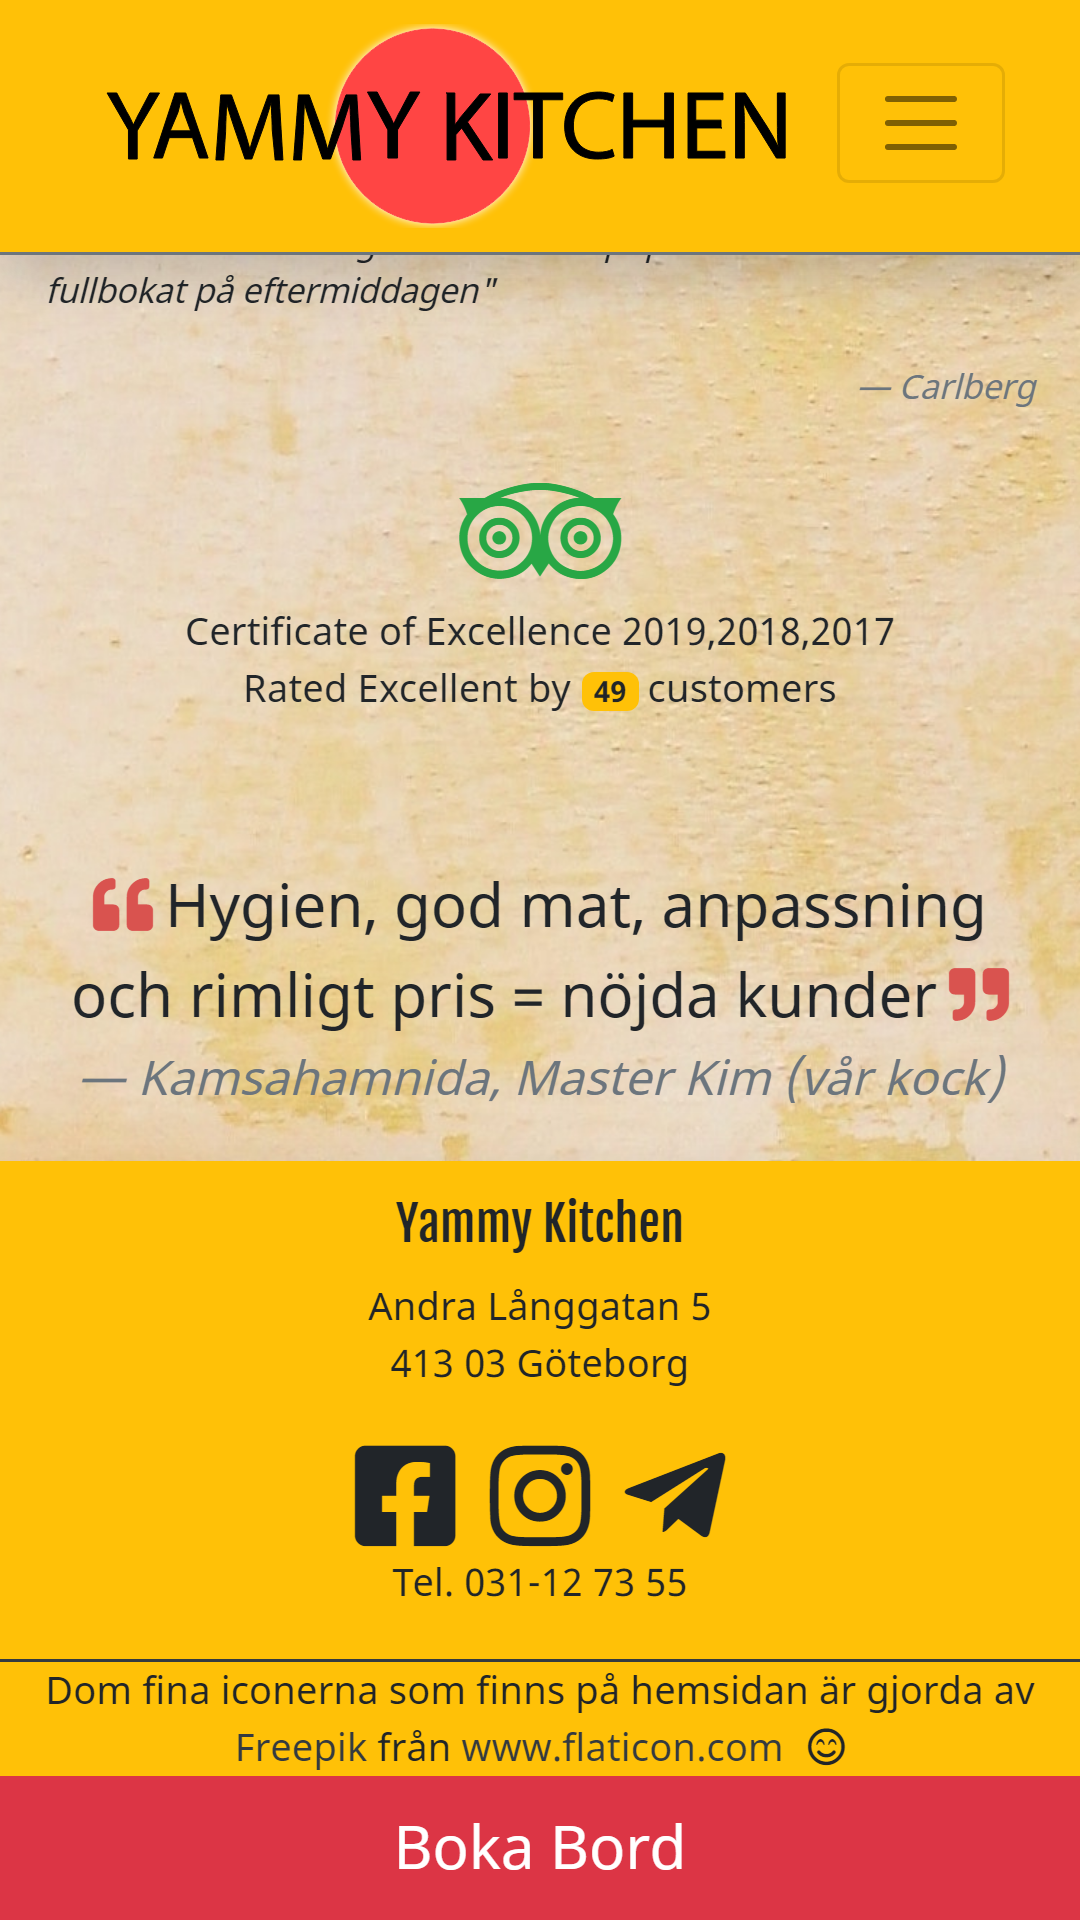 YAMMY KITCHEN
fullbokat på eftermiddagen"
— Carlberg
Certificate of Excellence 2019,2018,2017
Rated Excellent by 49 customers
Hygien, god mat, anpassning
och rimligt pris = nöjda kunder
— Kamsahamnida, Master Kim (vår kock)
Yammy Kitchen
Andra Långgatan 5
413 03 Göteborg
Tel. 031-12 73 55
Dom fina iconerna som finns på hemsidan är gjorda av
Freepik från www.flaticon.com
Boka Bord